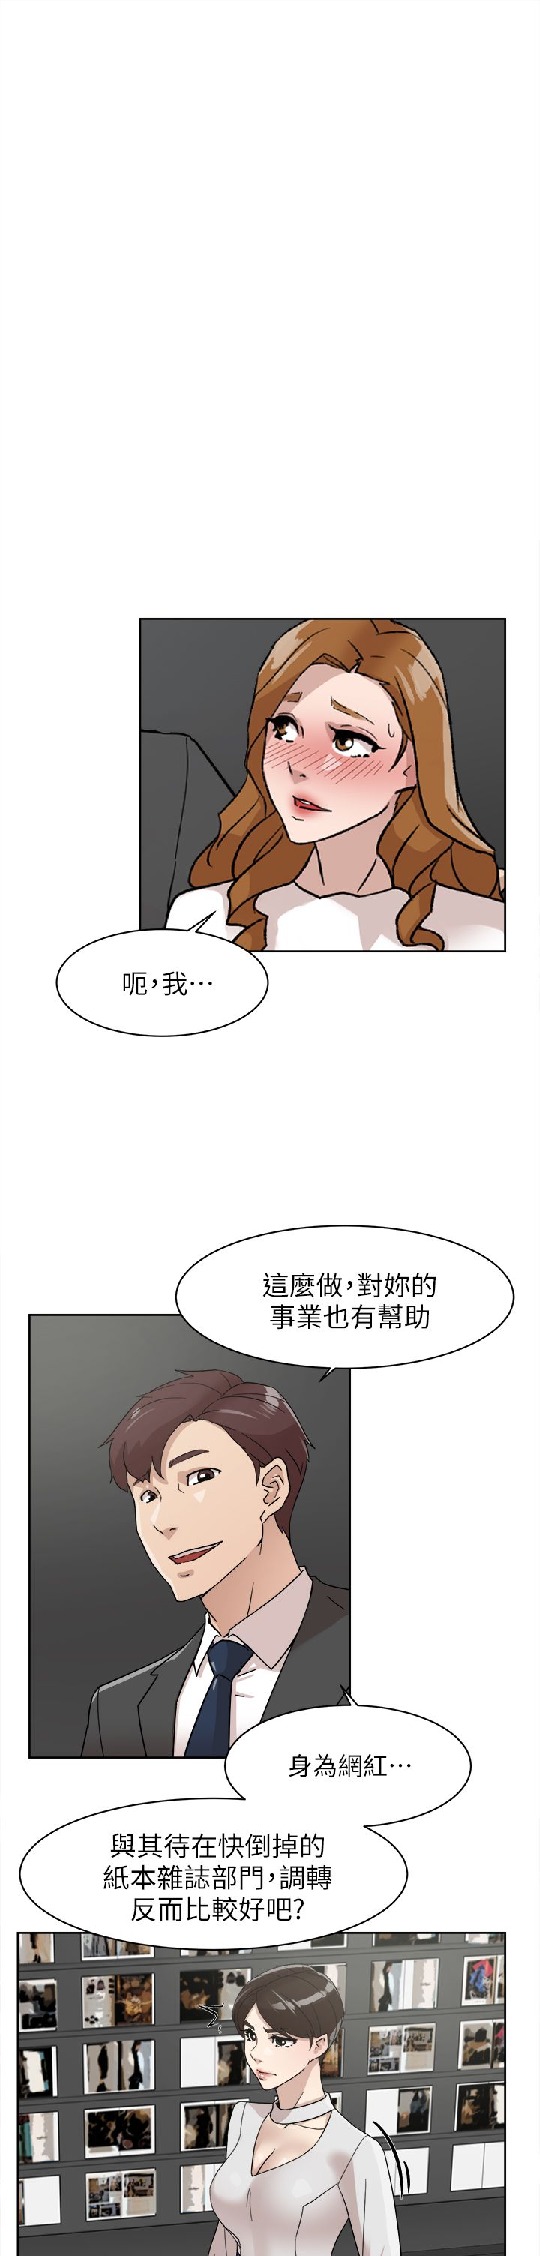 呃，我⋯
這麼做，對妳的
事業也有幫助
身為網紅⋯
與其待在快倒掉的
紙本雜誌部門，調轉
反而比較好吧?